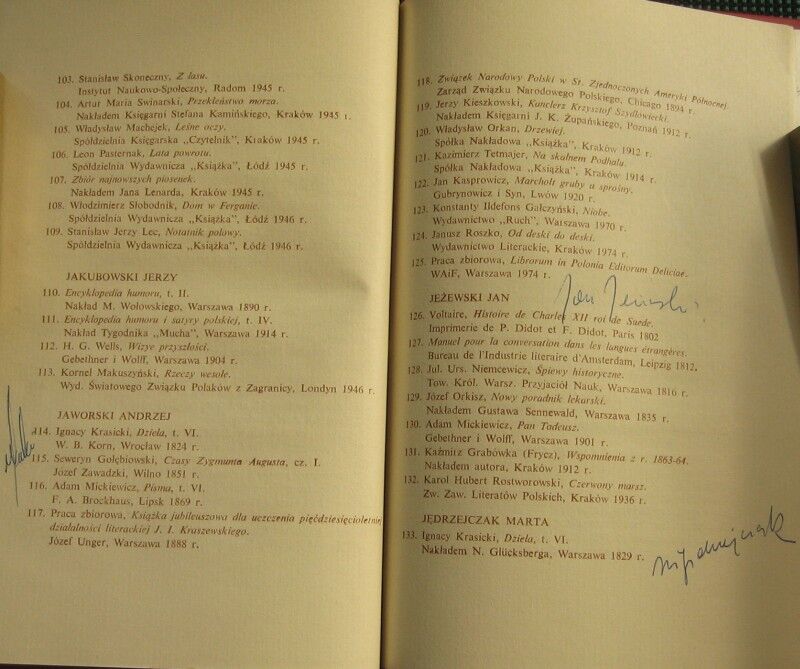 103. Stanisław Skoneczny, Z lasu.
Instytut Naukowo-Społeczny, Radom 1945 r.
104. Artur Maria Swinarski, Przekleństwo morza.
Nakładem Księgarni Stefana Kamińskiego, Kraków 1945 r.
105. Władysław Machejek, Leśne oczy.
Spółdzielnia Księgarska „Czytelnik”, Kraków 1945 r.
106. Leon Pasternak, Lata powrotu.
Spółdzielnia Wydawnicza „Książka”, Łódź 1945 r.
107. Zbiór najnowszych piosenek.
Nakładem Jana Lenarda, Kraków 1945 r.
108. Włodzimierz Słobodnik, Dom w Ferganie.
Spółdzielnia Wydawnicza „Książka”, Łódź 1946 r.
109. Stanisław Jerzy Lec, Notatnik polowy.
Spółdzielnia Wydawnicza „Książka”, Łódź 1946 r.
JAKUBOWSKI JERZY
110. Encyklopedia humoru, t. II.
Nakład M. Wołowskiego, Warszawa 1890 r.
111. Encyklopedia humoru i satyry polskiej, t. IV.
Nakład Tygodnika „Mucha”, Warszawa 1914 r.
112. H. G. Wells, Wizye przyszłości.
Gebethner i Wolff, Warszawa 1904 r.
113. Kornel Makuszyński, Rzeczy wesołe.
Wyd. Światowego Związku Polaków z Zagranicy, Londyn 1946 r.
JAWORSKI ANDRZEJ
114. Ignacy Krasicki, Dzieła, t. VI.
W. B. Korn, Wrocław 1824 r.
115. Seweryn Gołębiowski, Czasy Zygmunta Augusta, cz. I.
Józef Zawadzki, Wilno 1851 r.
116. Adam Mickiewicz, Pisma, t. VI.
F. A. Brockhaus, Lipsk 1869 r.
117. Praca zbiorowa, Książka jubileuszowa dla uczczenia pięćdziesięcioletniej
działalności literackiej J. I. Kraszewskiego.
Józef Unger, Warszawa 1888 r.
118. Związek Narodowy Polski w St. Zjednoczonych Ameryki Północnej.
Zarząd Związku Narodowego Polskiego, Chicago 1894 r.
119. Jerzy Kieszkowski, Kanclerz Krzysztof Szydłowiecki.
Nakładem Księgarni J. K. Żupańskiego, Poznań 1912 r.
120. Władysław Orkan, Drzewiej.
Spółka Nakładowa „Książka”, Kraków 1912 r.
121. Kazimierz Tetmajer, Na skalnem Podhalu.
Spółka Nakładowa „Książka”, Kraków 1914 r.
122. Jan Kasprowicz, Marchołt gruby a sprośny.
Gubrynowicz i Syn, Lwów 1920 r.
123. Konstanty Ildefons Gałczyński, Niobe.
Wydawnictwo „Ruch”, Warszawa 1970 r.
124. Janusz Roszko, Od deski do deski.
Wydawnictwo Literackie, Kraków 1974 r.
125. Praca zbiorowa, Librorum in Polonia Editorum Deliciae.
WAiF, Warszawa 1974 r.
JEŻEWSKI JAN
126. Voltaire, Histoire de Charles XII roi de Suede.
Imprimerie de P. Didot et F. Didot, Paris 1802
127. Manuel pour la conversation dans les langues étrangères.
Bureau de l'Industrie literaire d'Amsterdam, Leipzig 1812.
128. Jul. Urs. Niemcewicz, Śpiewy historyczne.
Tow. Król. Warsz. Przyjaciół Nauk, Warszawa 1816 r.
129. Józef Orkisz, Nowy poradnik lekarski.
Nakładem Gustawa Sennewald, Warszawa 1835 r.
130. Adam Mickiewicz, Pan Tadeusz.
Gebethner i Wolff, Warszawa 1901 r.
131. Kaźmirz Grabówka (Frycz), Wspomnienia z r. 1863-64.
Nakładem autora, Kraków 1912 r.
132. Karol Hubert Rostworowski, Czerwony marsz.
Zw. Zaw. Literatów Polskich, Kraków 1936 r.
JĘDRZEJCZAK MARTA
133. Ignacy Krasicki, Dzieła, t. VI.
Nakładem N. Glücksberga, Warszawa 1829 r.